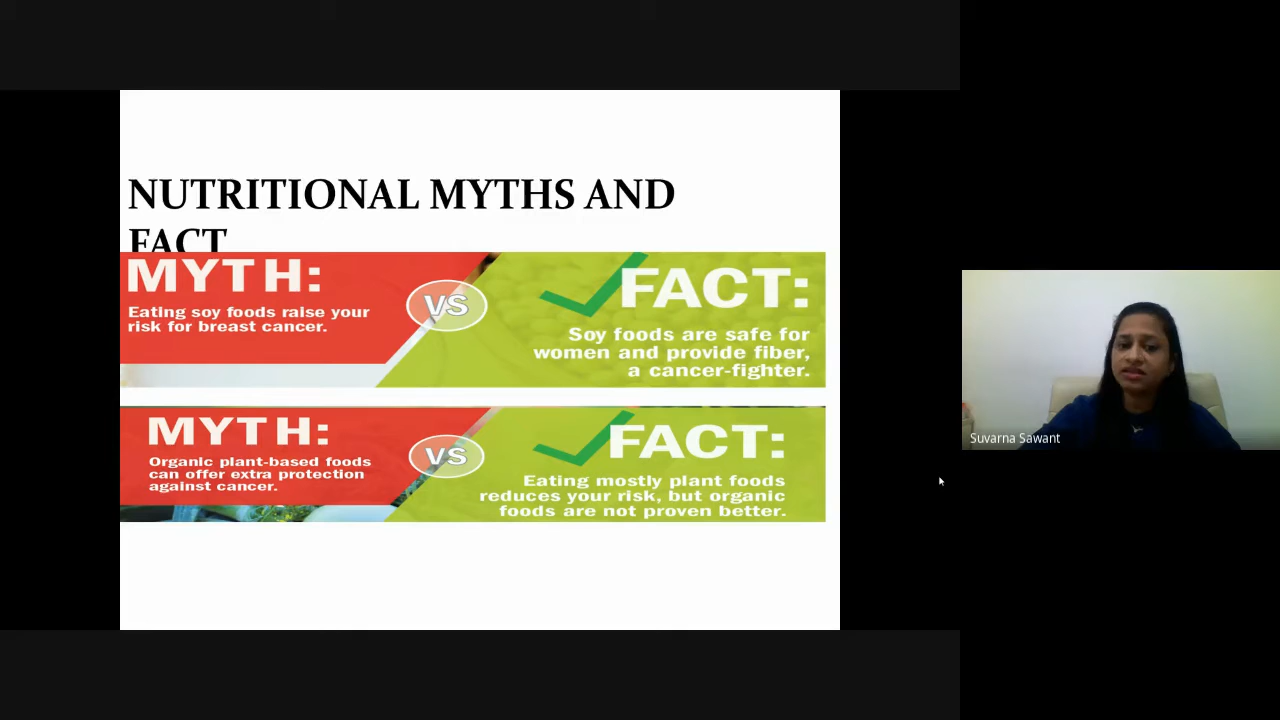 NUTRITIONAL MYTHS AND
FACT
MYTH:
Eating soy foods raise your
risk for breast cancer.
VS
FACT:
Soy foods are safe for
women and provide fiber,
a cancer-fighter.
MYTH:
Organic plant-based foods
can offer extra protection
against cancer.
VS
FACT:
Eating mostly plant foods
reduces your risk, but organic
foods are not proven better.
Suvarna Sawant